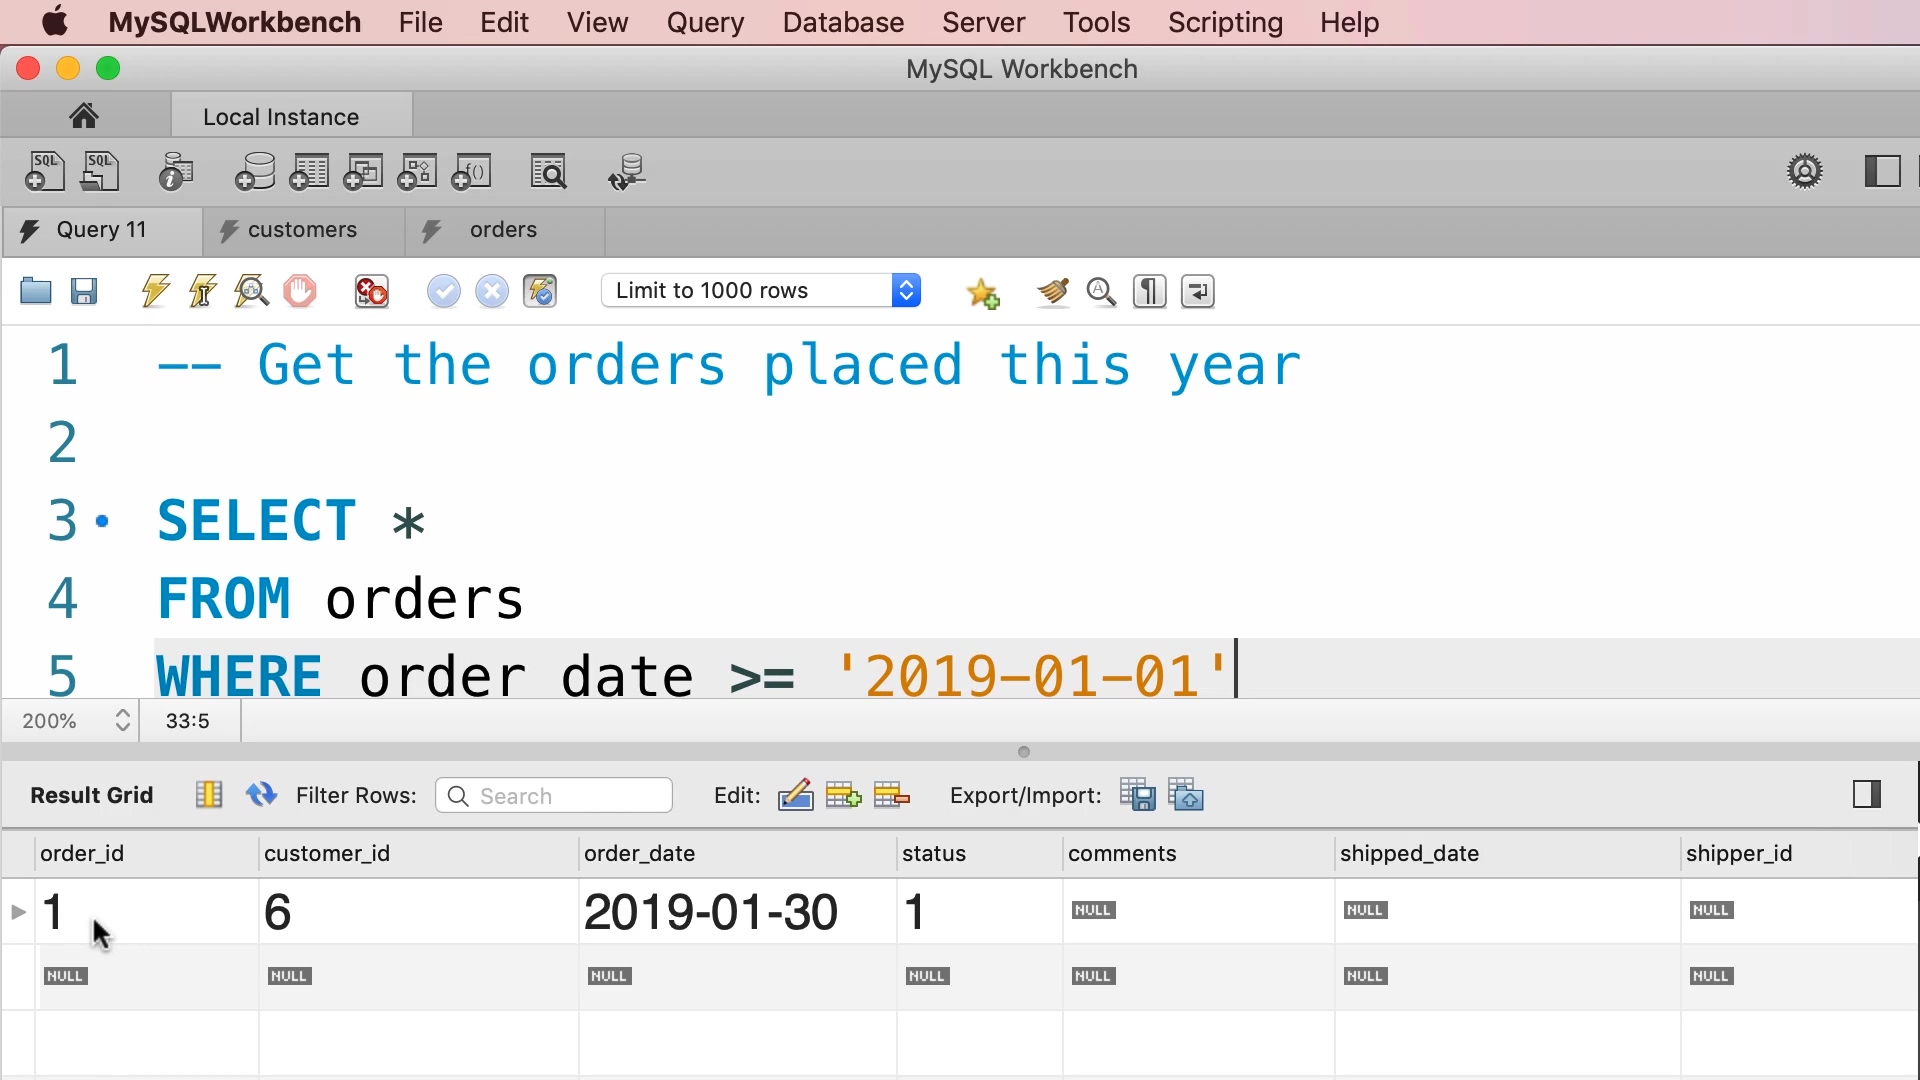 MySQLWorkbench File Edit View Query Database Server Tools Scripting Help
MySQL Workbench
Local Instance
SQL SQL
Query 11 customers orders
Limit to 1000 rows
1 -- Get the orders placed this year
2
3 SELECT *
4 FROM orders
5 WHERE order_date >= '2019-01-01'
200% 33:5
Result Grid Filter Rows: Search Edit: Export/Import:
order_id customer_id order_date status comments shipped_date shipper_id
1 6 2019-01-30 1 NULL NULL NULL
NULL NULL NULL NULL NULL NULL NULL